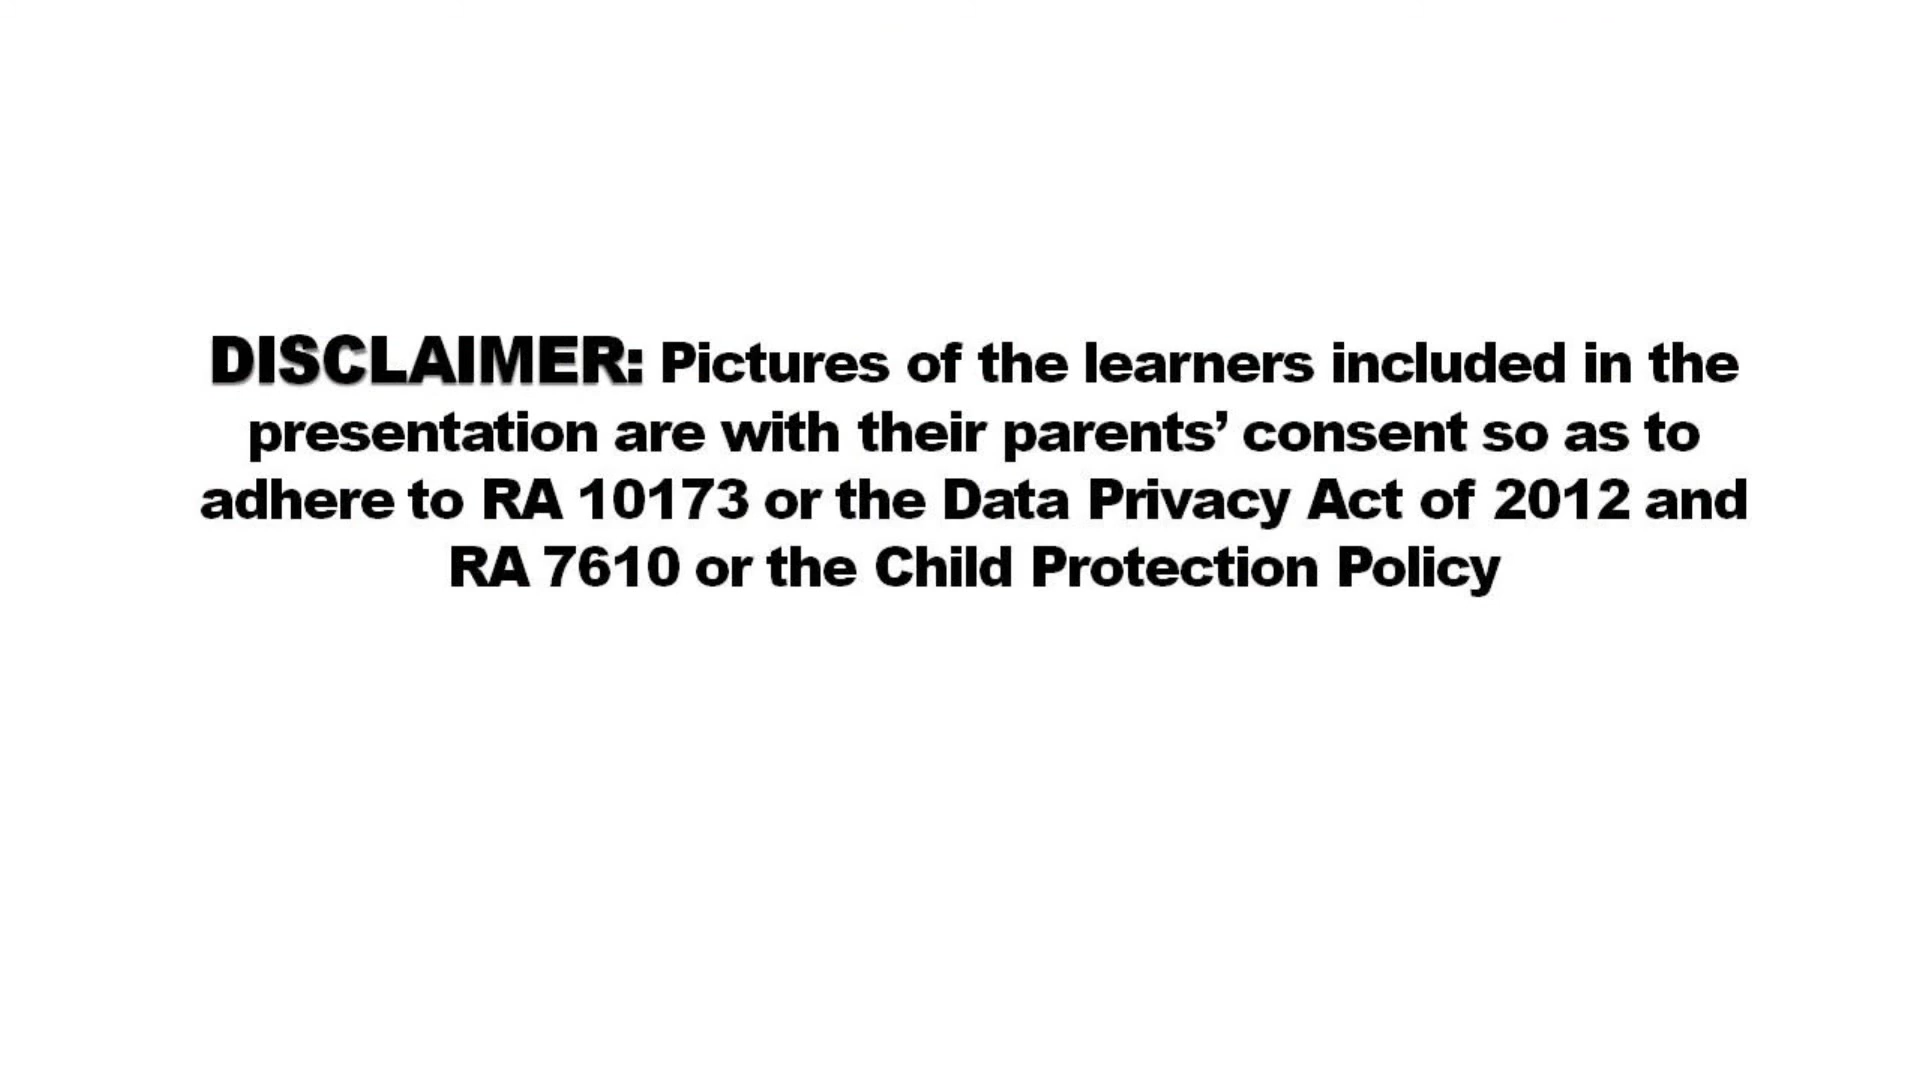 DISCLAIMER: Pictures of the learners included in the
presentation are with their parents’ consent so as to
adhere to RA 10173 or the Data Privacy Act of 2012 and
RA 7610 or the Child Protection Policy